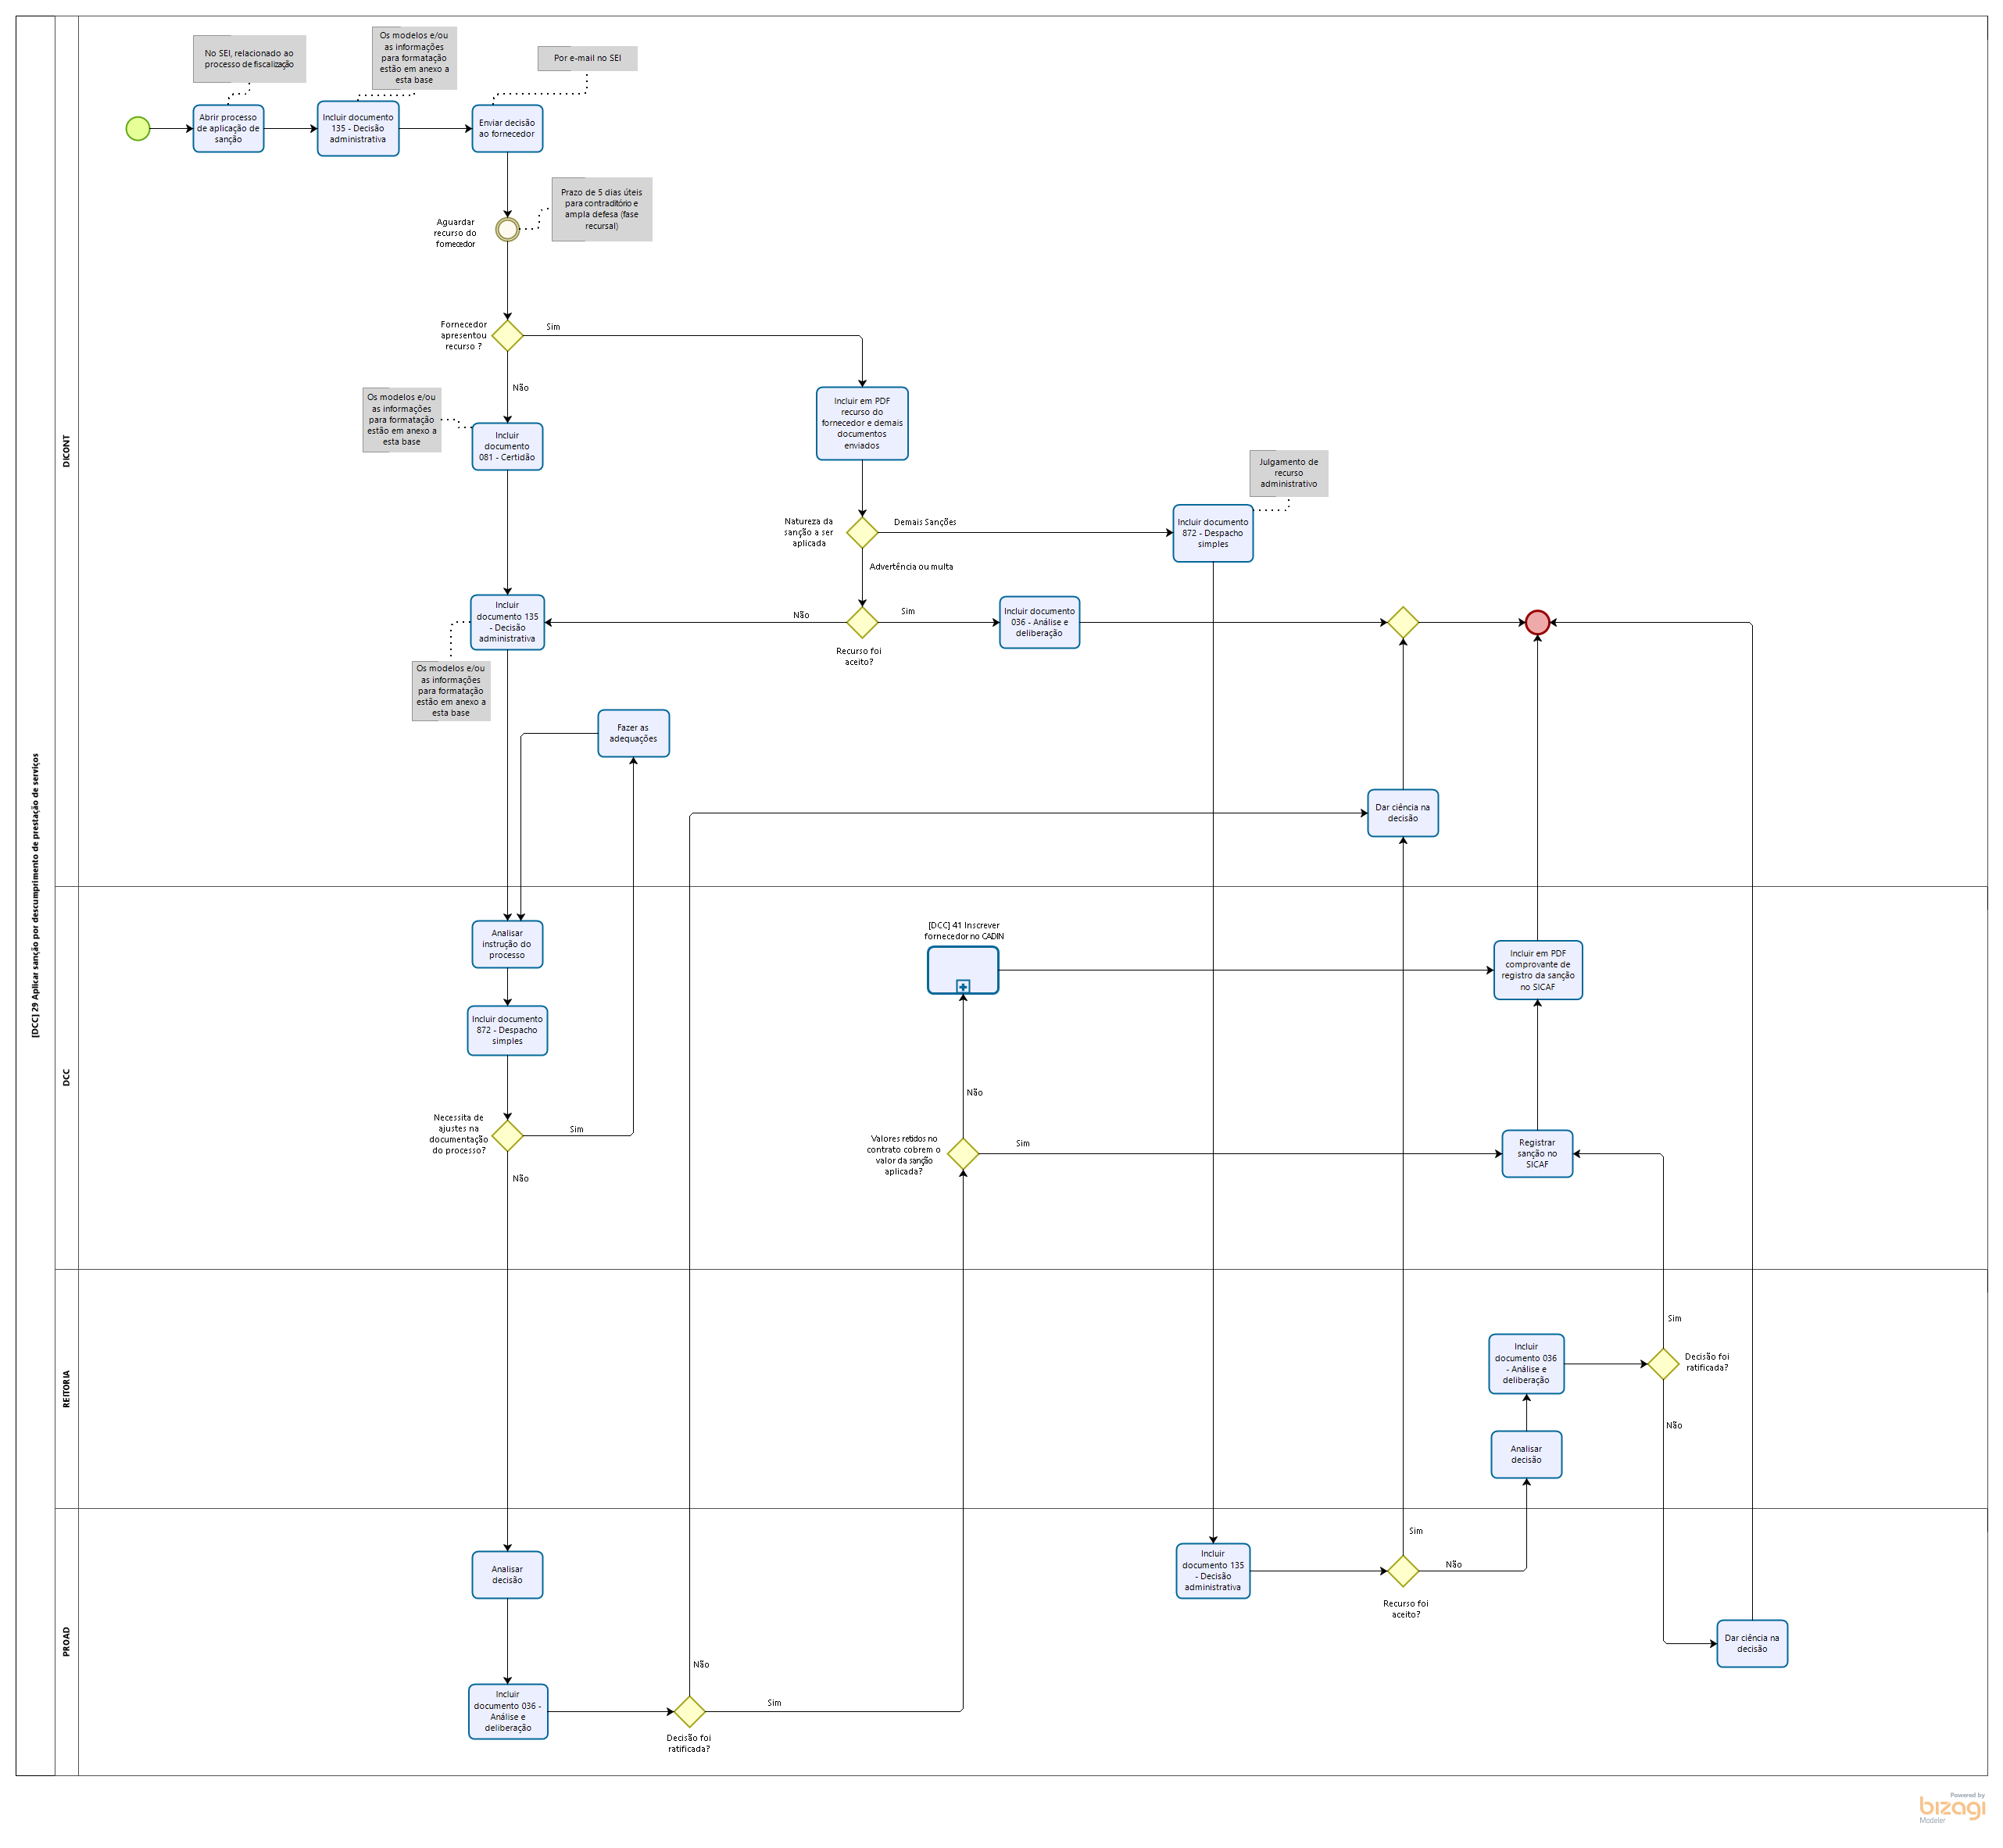 [DCC] 29 Aplicar sanção por descumprimento de prestação de serviços
DICONT
No SEI, relacionado ao
processo de fiscalização
Os modelos e/ou
as informações
para formatação
estão em anexo a
esta base
Por e-mail no SEI
Abrir processo
de aplicação de
sanção
Incluir documento
135 - Decisão
administrativa
Enviar decisão
ao fornecedor
Prazo de 5 dias úteis
para contraditório e
ampla defesa (fase
recursal)
Aguardar
recurso do
fornecedor
Fornecedor
apresentou
recurso ?
Sim
Não
Os modelos e/ou
as informações
para formatação
estão em anexo a
esta base
Incluir
documento
081 - Certidão
Incluir em PDF
recurso do
fornecedor e demais
documentos
enviados
Julgamento de
recurso
administrativo
Natureza da
sanção a ser
aplicada
Demais Sanções
Incluir documento
872 - Despacho
simples
Advertência ou multa
Incluir
documento 135
- Decisão
administrativa
Não
Sim
Recurso foi
aceito?
Incluir documento
036 - Análise e
deliberação
Os modelos e/ou
as informações
para formatação
estão em anexo a
esta base
Fazer as
adequações
Dar ciência na
decisão
DCC
Analisar
instrução do
processo
[DCC] 41 Inscrever
fornecedor no CADIN
Incluir em PDF
comprovante de
registro da sanção
no SICAF
Incluir documento
872 - Despacho
simples
Não
Necessita de
ajustes na
documentação
do processo?
Sim
Não
Valores retidos no
contrato cobrem o
valor da sanção
aplicada?
Sim
Registrar
sanção no
SICAF
REITORIA
Sim
Incluir
documento 036
- Análise e
deliberação
Decisão foi
ratificada?
Não
Analisar
decisão
PROAD
Analisar
decisão
Incluir
documento 135
- Decisão
administrativa
Sim
Não
Recurso foi
aceito?
Dar ciência na
decisão
Não
Incluir
documento 036 -
Análise e
deliberação
Sim
Decisão foi
ratificada?
Powered by
bizagi
Modeler